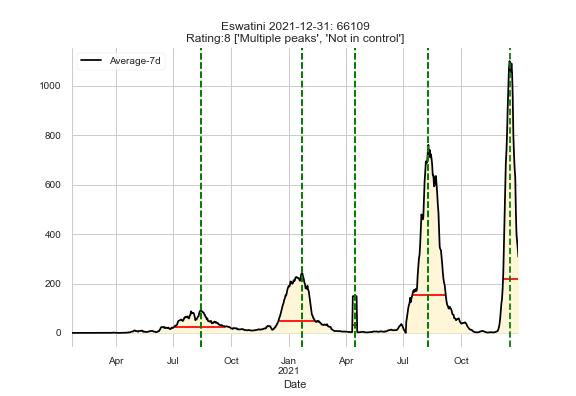 Eswatini 2021-12-31: 66109
Rating:8 ['Multiple peaks', 'Not in control']
Average-7d
1000
800
600
400
200
0
Apr
Jul
Oct
Jan
2021
Apr
Jul
Oct
Date